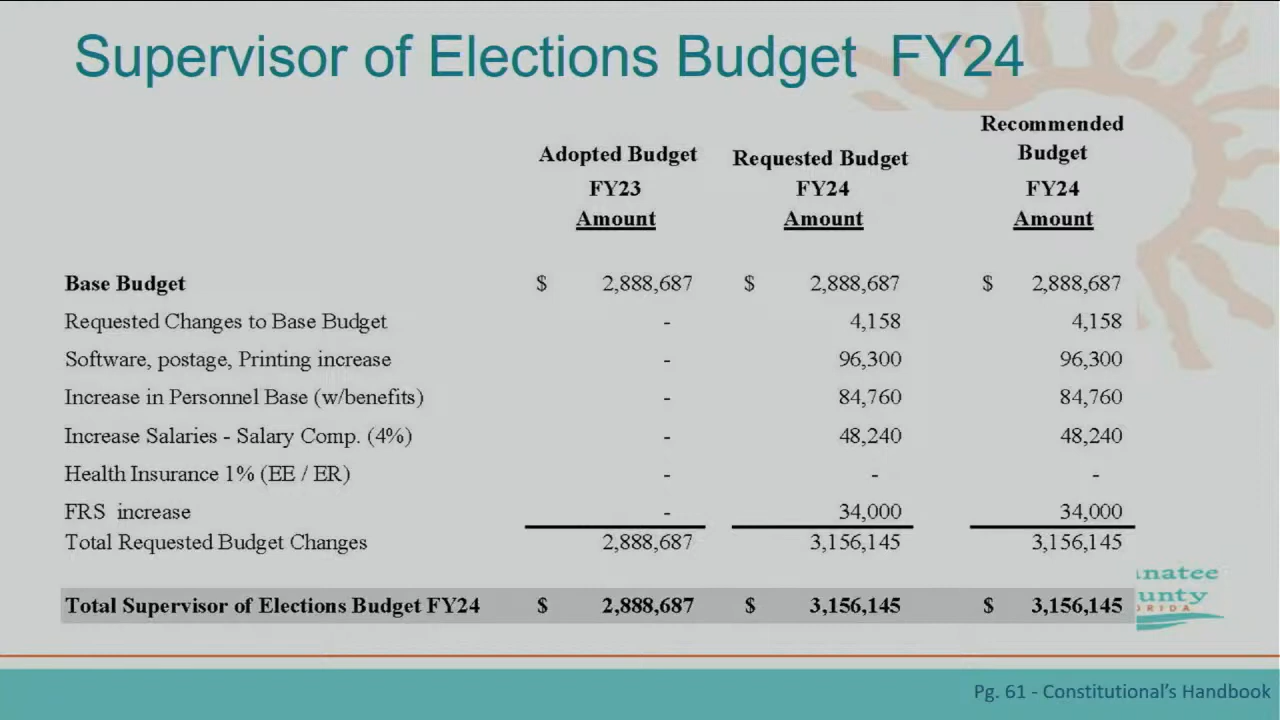 Supervisor of Elections Budget FY24
Adopted Budget
FY23
Amount
Requested Budget
FY24
Amount
Recommended
Budget
FY24
Amount
Base Budget $ 2,888,687 $ 2,888,687 $ 2,888,687
Requested Changes to Base Budget - 4,158 4,158
Software, postage, Printing increase - 96,300 96,300
Increase in Personnel Base (w/benefits) - 84,760 84,760
Increase Salaries - Salary Comp. (4%) - 48,240 48,240
Health Insurance 1% (EE / ER) - - -
FRS increase - 34,000 34,000
Total Requested Budget Changes 2,888,687 3,156,145 3,156,145
Total Supervisor of Elections Budget FY24 $ 2,888,687 $ 3,156,145 $ 3,156,145
natee
unty
ORIDA
Pg. 61 - Constitutional's Handbook